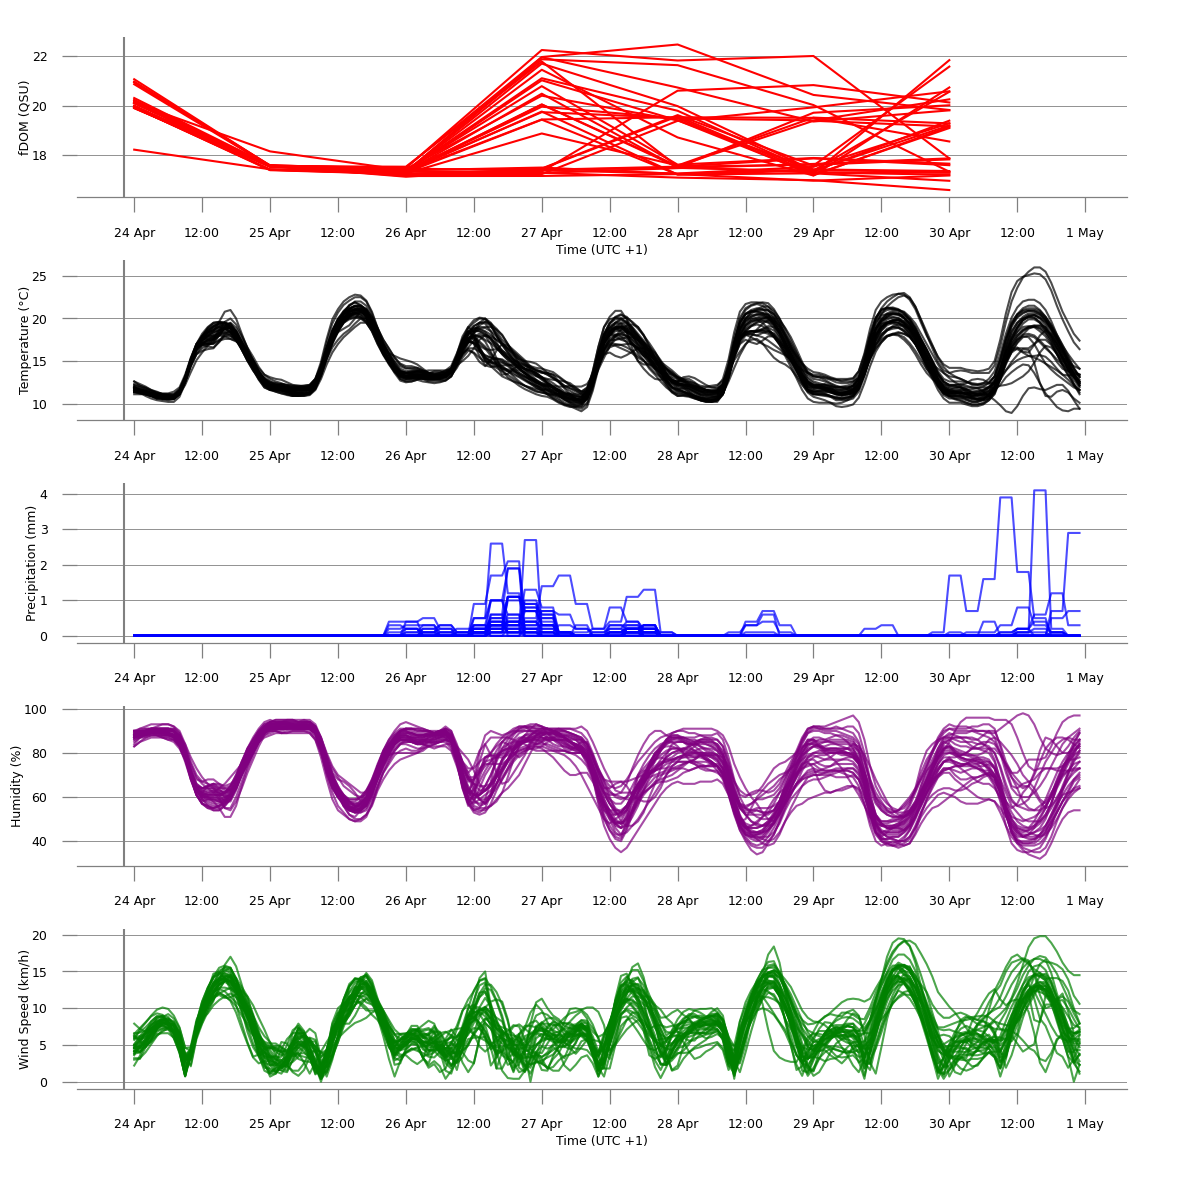 22
20
18
fDOM (QSU)
24 Apr 12:00 25 Apr 12:00 26 Apr 12:00 27 Apr 12:00 28 Apr 12:00 29 Apr 12:00 30 Apr 12:00 1 May
Time (UTC +1)
25
20
15
10
Temperature (°C)
24 Apr 12:00 25 Apr 12:00 26 Apr 12:00 27 Apr 12:00 28 Apr 12:00 29 Apr 12:00 30 Apr 12:00 1 May
4
3
2
1
0
Precipitation (mm)
24 Apr 12:00 25 Apr 12:00 26 Apr 12:00 27 Apr 12:00 28 Apr 12:00 29 Apr 12:00 30 Apr 12:00 1 May
100
80
60
40
Humidity (%)
24 Apr 12:00 25 Apr 12:00 26 Apr 12:00 27 Apr 12:00 28 Apr 12:00 29 Apr 12:00 30 Apr 12:00 1 May
20
15
10
5
0
Wind Speed (km/h)
24 Apr 12:00 25 Apr 12:00 26 Apr 12:00 27 Apr 12:00 28 Apr 12:00 29 Apr 12:00 30 Apr 12:00 1 May
Time (UTC +1)